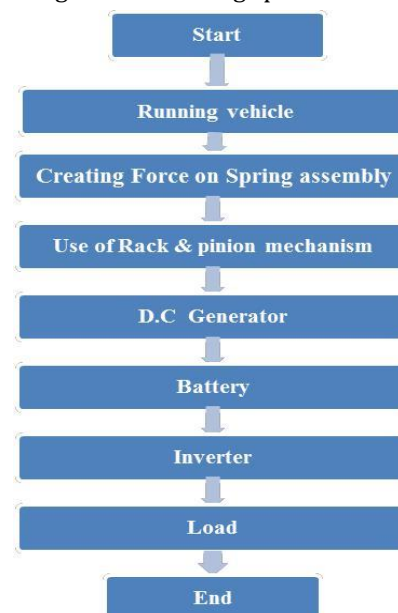 Start
Running vehicle
Creating Force on Spring assembly
Use of Rack & pinion mechanism
D.C Generator
Battery
Inverter
Load
End